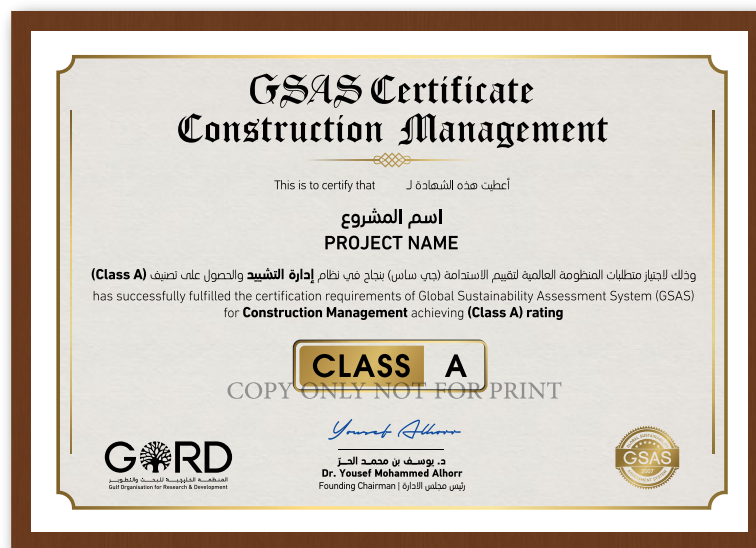 GSAS Certificate
Construction Management
This is to certify that أعطيت هذه الشهادة لـ
اسم المشروع
PROJECT NAME
وذلك لاجتياز متطلبات المنظومة العالمية لتقييم الاستدامة (جي ساس) بنجاح في نظام إدارة التشييد والحصول على تصنيف (Class A)
has successfully fulfilled the certification requirements of Global Sustainability Assessment System (GSAS)
for Construction Management achieving (Class A) rating
CLASS A
COPY ONLY NOT FOR PRINT
Yousef Alhorr
GORD
المنظمة الخليجية للبحث والتطوير
Gulf Organisation for Research & Development
د. يوسف بن محمد الحر
Dr. Yousef Mohammed Alhorr
Founding Chairman | رئيس مجلس الادارة
GSAS
2007